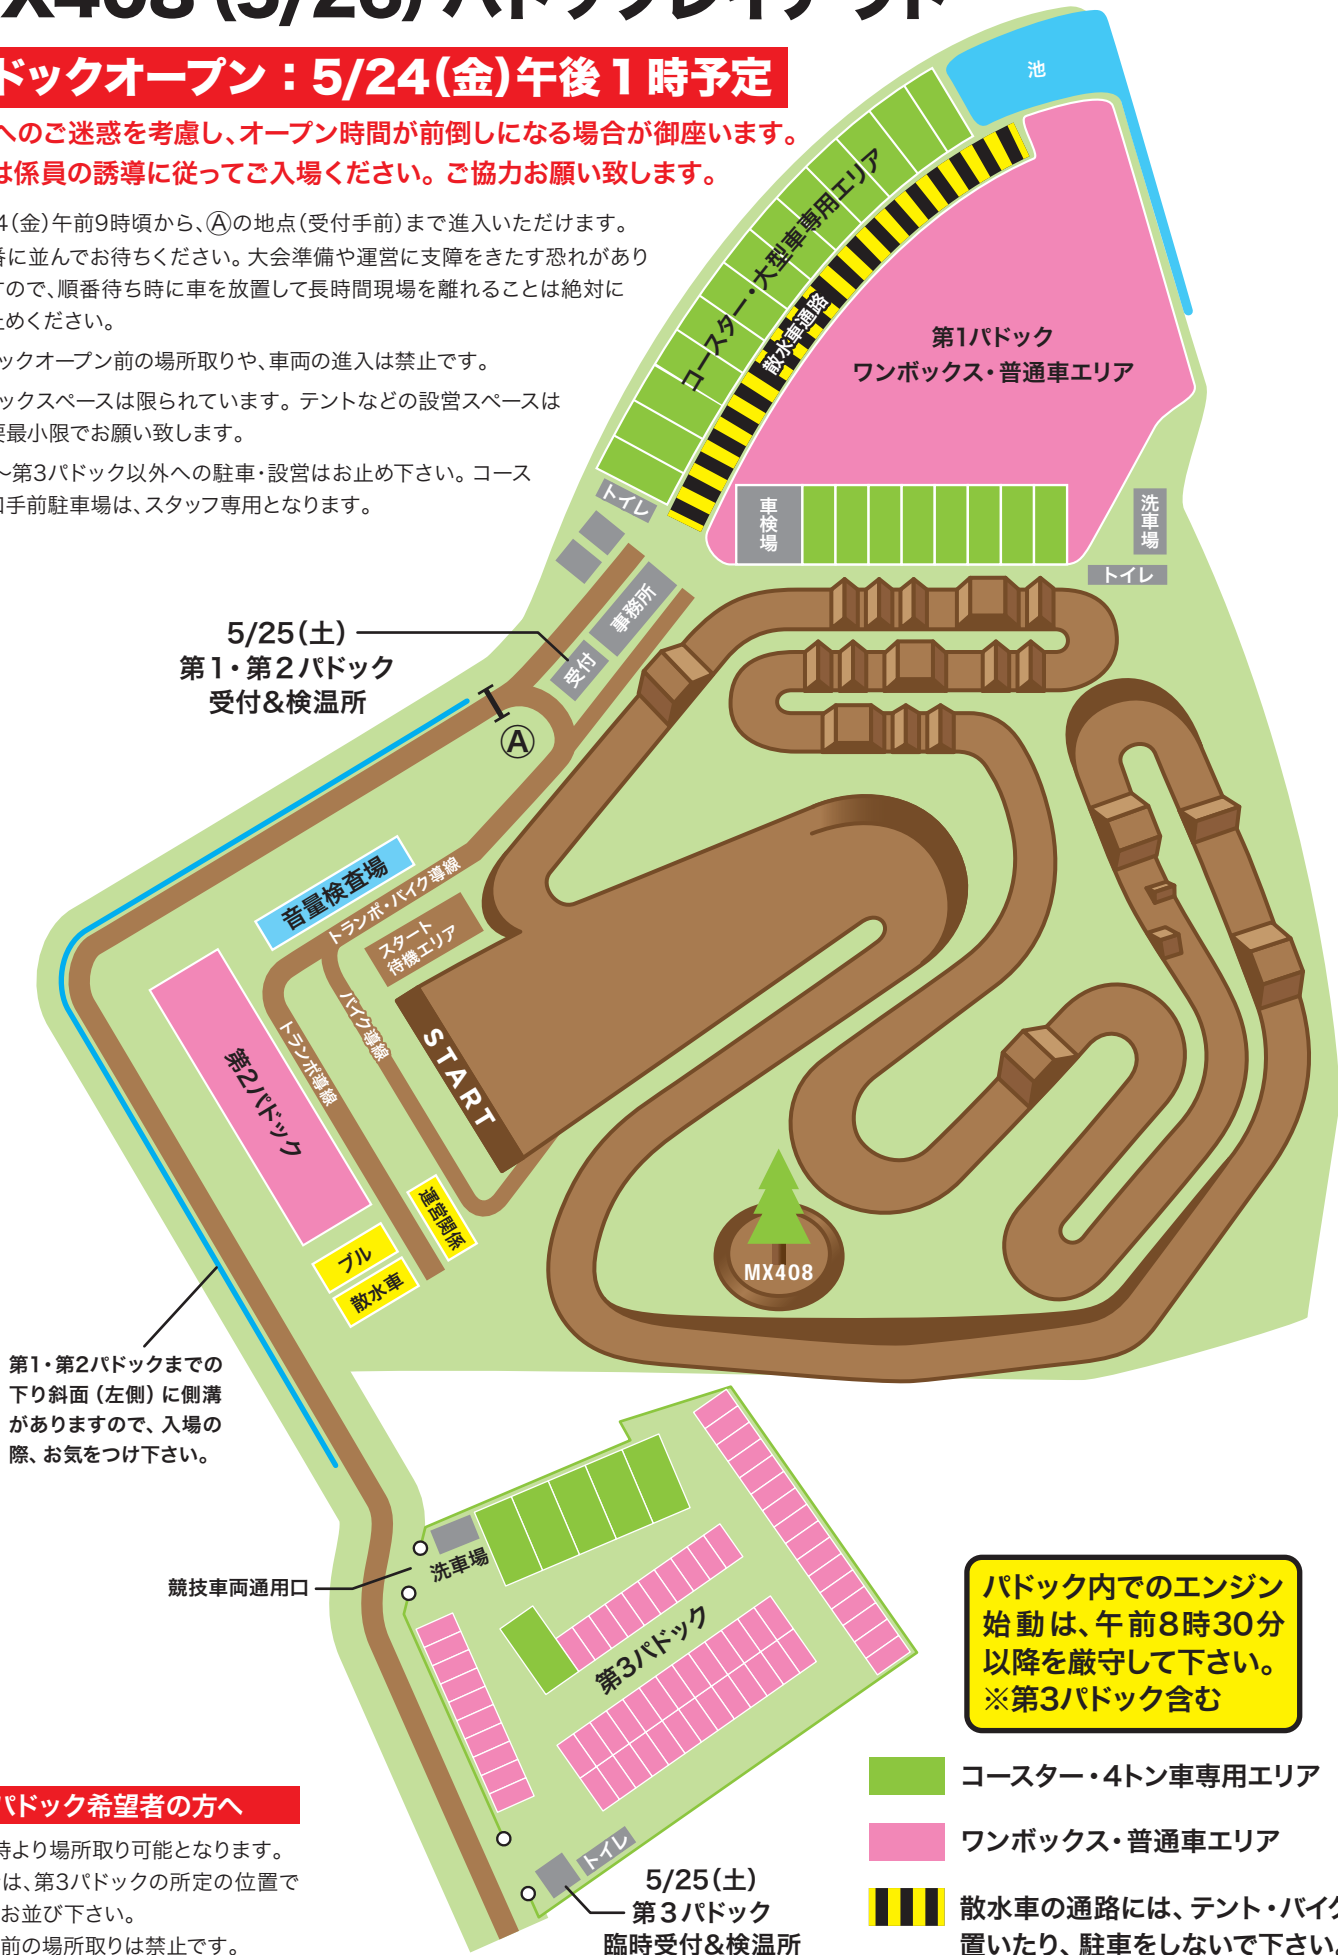 ドックオープン：5/24(金)午後1時予定
へのご迷惑を考慮し、オープン時間が前倒しになる場合が御座います。
は係員の誘導に従ってご入場ください。ご協力お願い致します。
4(金)午前9時頃から、Ⓐの地点(受付手前)まで進入いただけます。
番に並んでお待ちください。大会準備や運営に支障をきたす恐れがあり
すので、順番待ち時に車を放置して長時間現場を離れることは絶対に
止めください。
ックオープン前の場所取りや、車両の進入は禁止です。
ックスペースは限られています。テントなどの設営スペースは
要最小限でお願い致します。
〜第3パドック以外への駐車・設営はお止め下さい。コース
口手前駐車場は、スタッフ専用となります。
池
コースター・大型車専用エリア
散水車通路
第1パドック
ワンボックス・普通車エリア
トイレ
車検場
洗車場
トイレ
事務所
受付
5/25(土)
第1・第2パドック
受付&検温所
Ⓐ
音量検査場
トランポ・バイク導線
スタート
待機エリア
バイク導線
トランポ導線
START
第2パドック
運営関係
ブル
散水車
MX408
第1・第2パドックまでの
下り斜面(左側)に側溝
がありますので、入場の
際、お気をつけ下さい。
競技車両通用口
洗車場
第3パドック
トイレ
5/25(土)
第3パドック
臨時受付&検温所
パドック内でのエンジン
始動は、午前8時30分
以降を厳守して下さい。
※第3パドック含む
コースター・4トン車専用エリア
ワンボックス・普通車エリア
散水車の通路には、テント・バイク
置いたり、駐車をしないで下さい。
パドック希望者の方へ
時より場所取り可能となります。
は、第3パドックの所定の位置で
お並び下さい。
前の場所取りは禁止です。